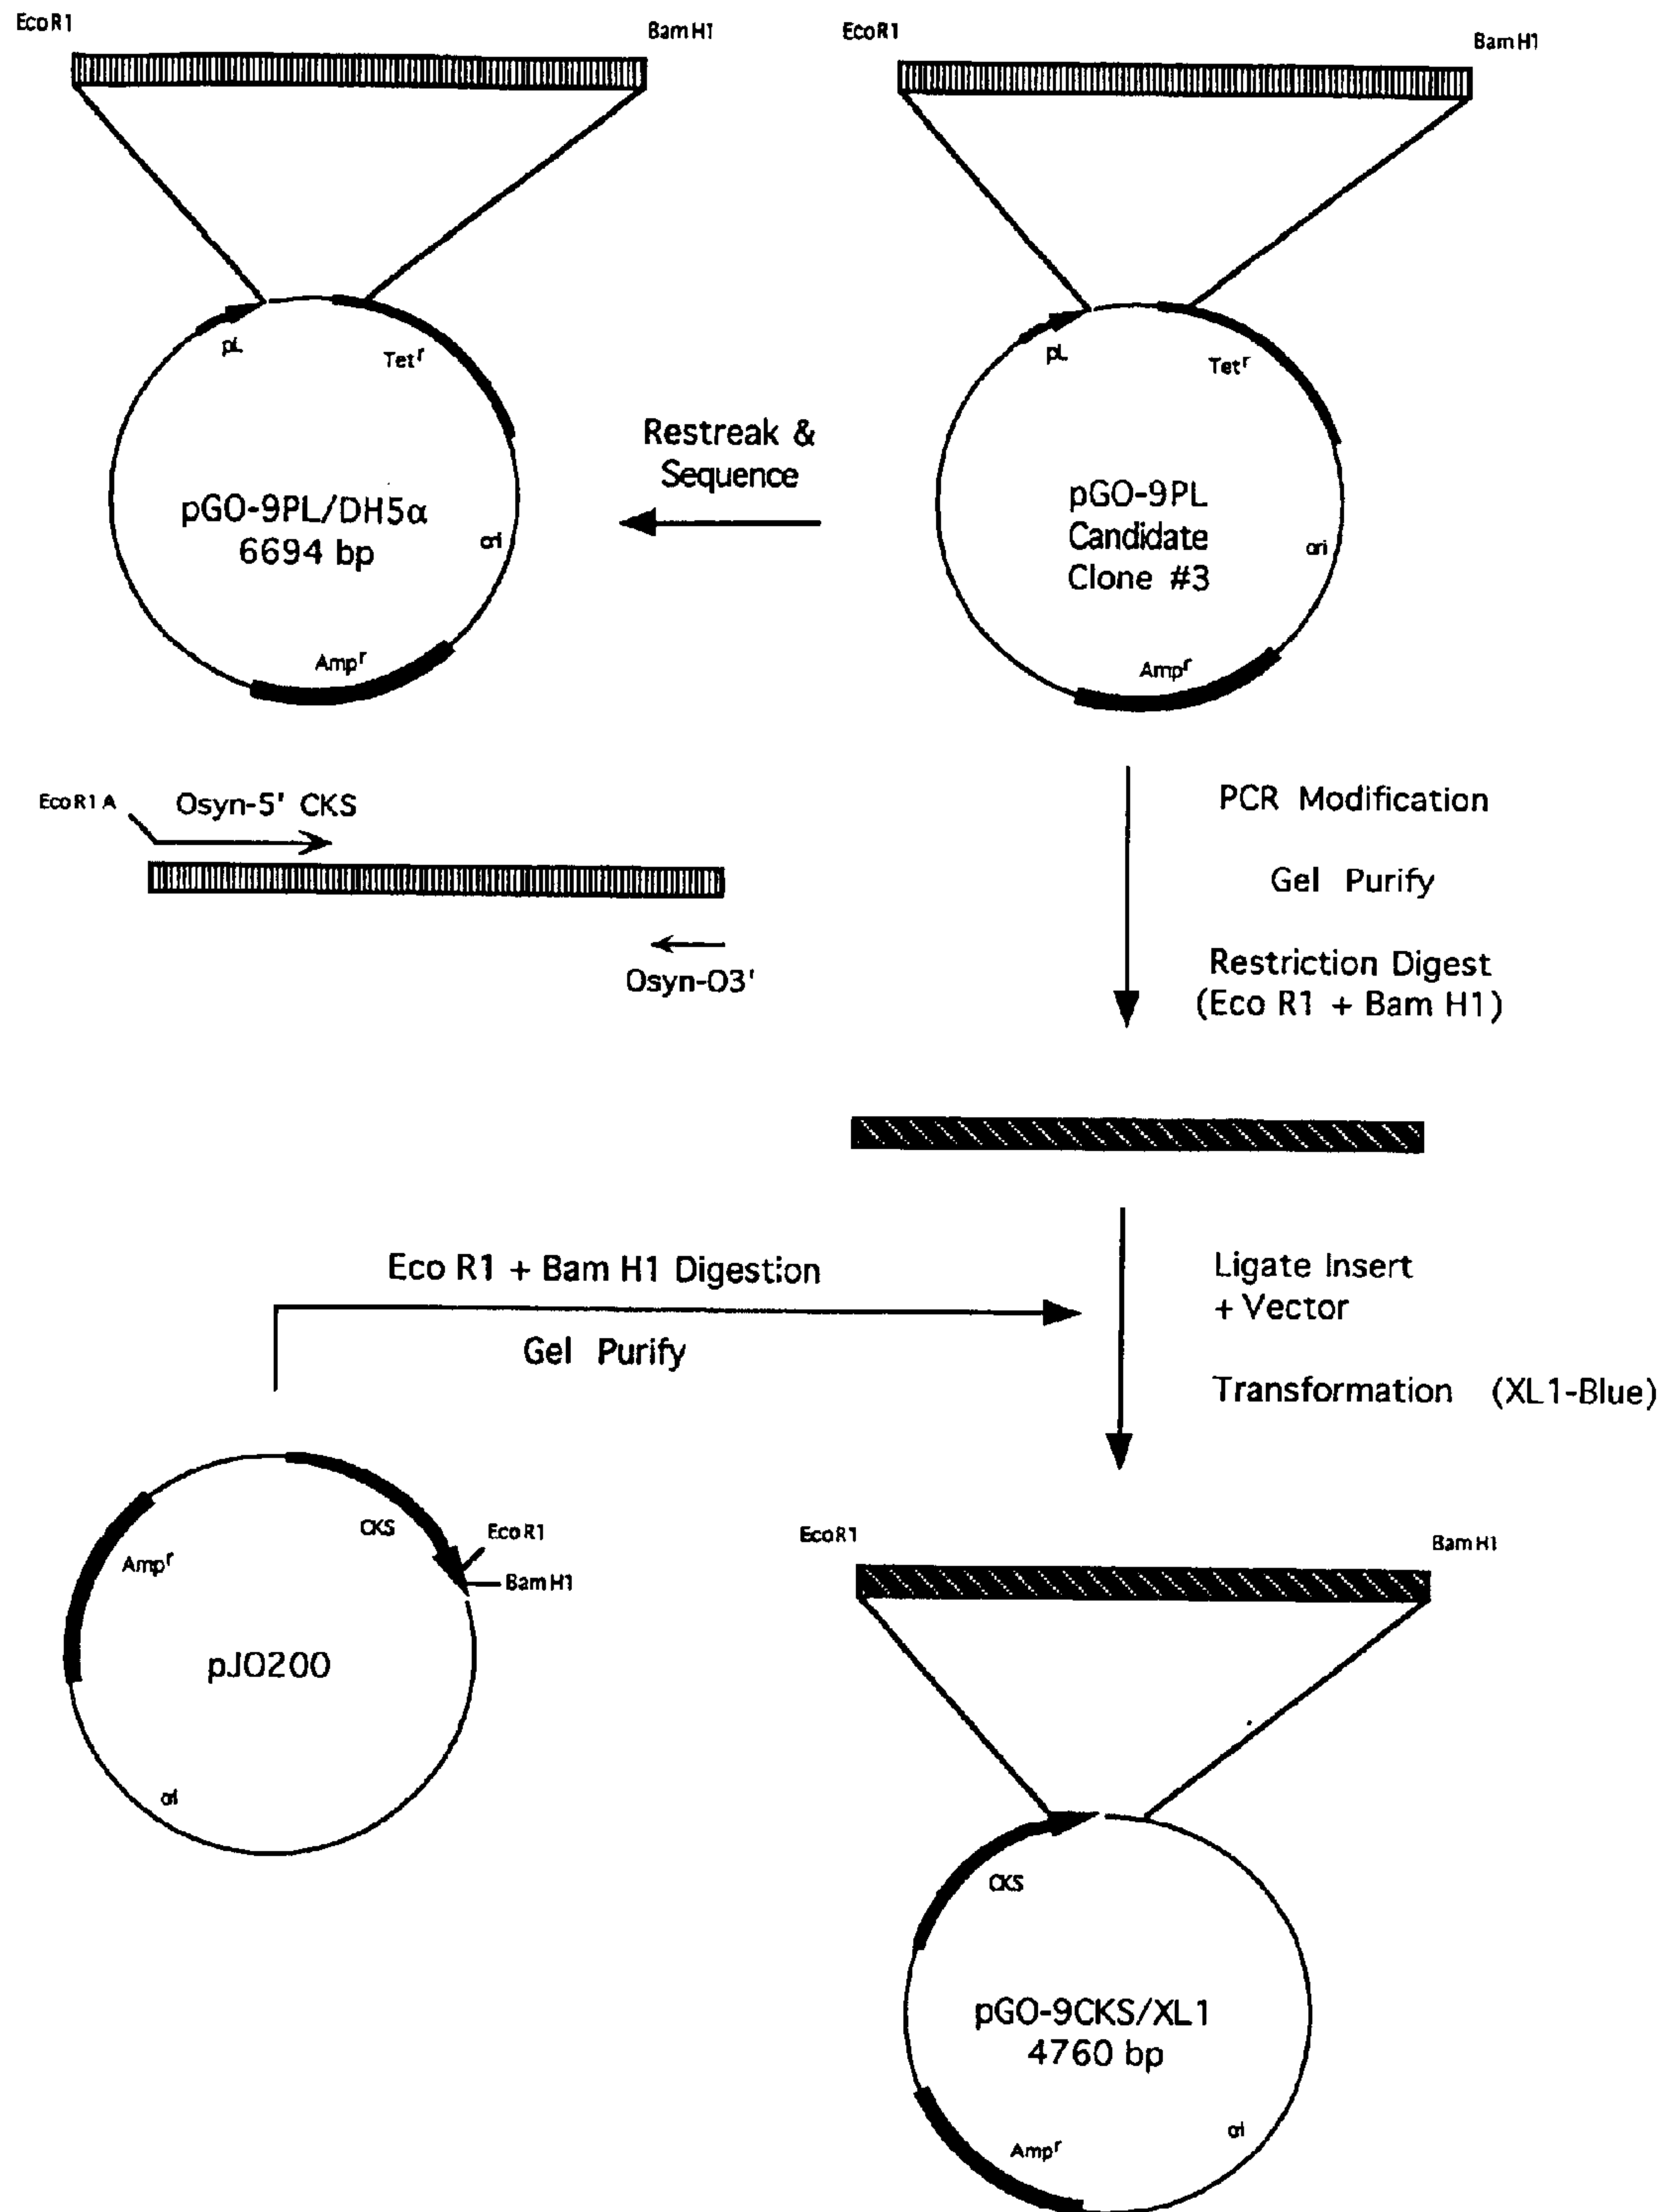 EcoR1
BamH1
EcoR1
BamH1
pL
Tetr
pGO-9PL/DH5α
6694 bp
ori
Ampr
Restreak &
Sequence
pL
Tetr
pGO-9PL
Candidate
Clone #3
ori
Ampr
EcoR1 A
Osyn-5' CKS
Osyn-O3'
PCR Modification
Gel Purify
Restriction Digest
(Eco R1 + Bam H1)
Eco R1 + Bam H1 Digestion
Gel Purify
Ligate Insert
+ Vector
Transformation (XL1-Blue)
CKS
EcoR1
BamH1
Ampr
pJO200
ori
EcoR1
BamH1
CKS
pGO-9CKS/XL1
4760 bp
ori
Ampr